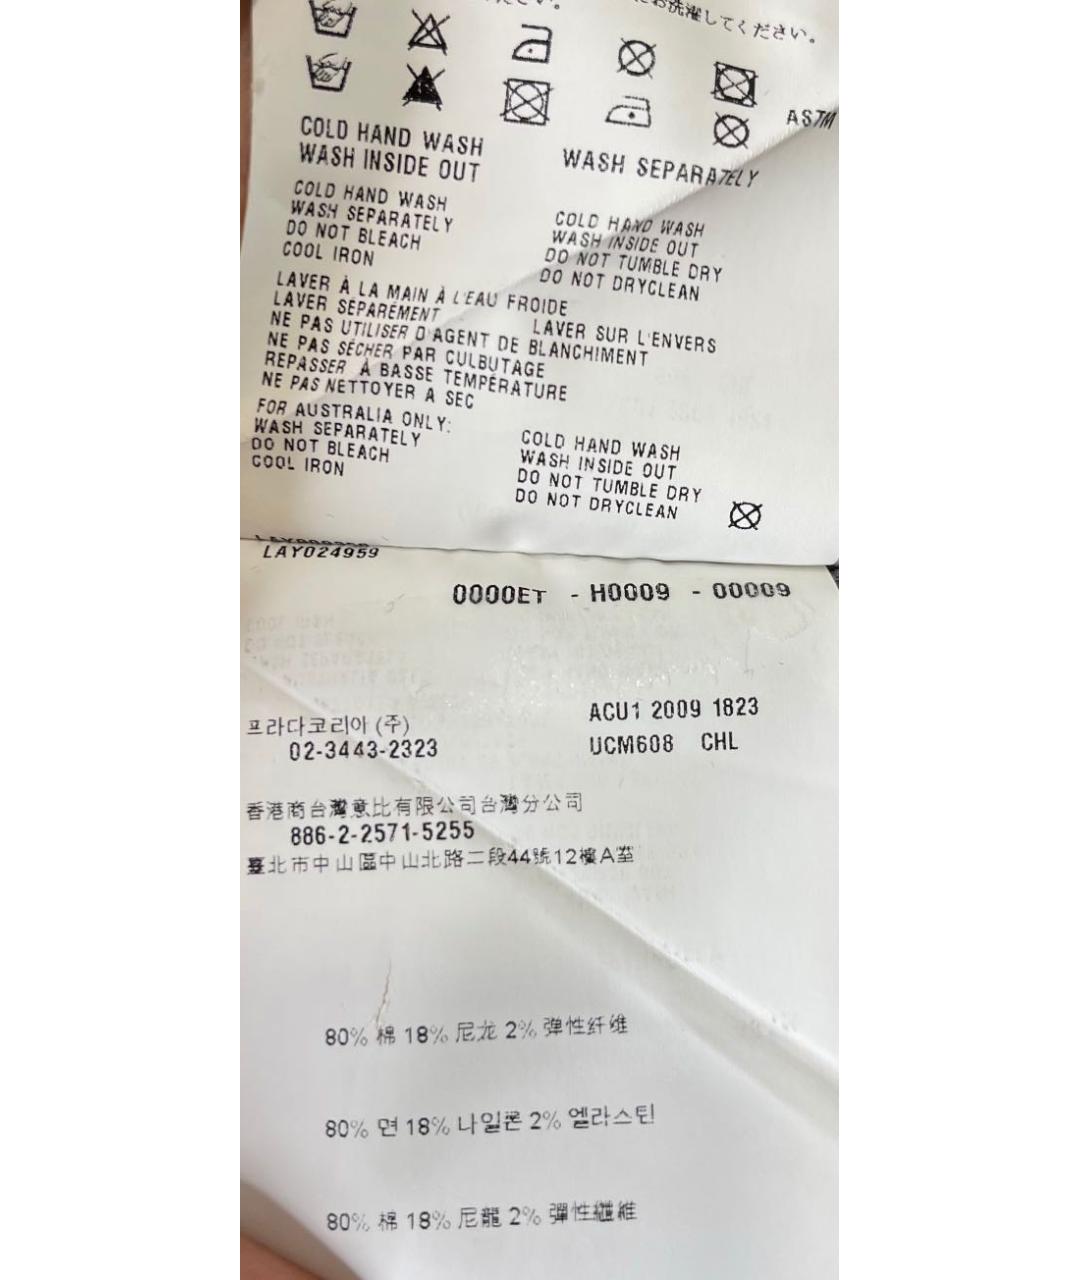 ください。
にお洗濯してください。
ASTM
COLD HAND WASH
WASH INSIDE OUT
WASH SEPARATELY
COLD HAND WASH
WASH SEPARATELY
DO NOT BLEACH
COOL IRON
COLD HAND WASH
WASH INSIDE OUT
DO NOT TUMBLE DRY
DO NOT DRYCLEAN
LAVER À LA MAIN À L'EAU FROIDE
LAVER SÉPARÉMENT LAVER SUR L'ENVERS
NE PAS UTILISER D'AGENT DE BLANCHIMENT
NE PAS SÉCHER PAR CULBUTAGE
REPASSER À BASSE TEMPÉRATURE
NE PAS NETTOYER A SEC
FOR AUSTRALIA ONLY:
WASH SEPARATELY
DO NOT BLEACH
COOL IRON
COLD HAND WASH
WASH INSIDE OUT
DO NOT TUMBLE DRY
DO NOT DRYCLEAN
LAY024959
0000ET - H0009 - 00009
ACU1 2009 1823
UCM608 CHL
프라다코리아 (주)
02-3443-2323
香港商台灣意比有限公司台灣分公司
886-2-2571-5255
臺北市中山區中山北路二段44號12樓A室
80% 棉 18% 尼龙 2% 弹性纤维
80% 면 18% 나일론 2% 엘라스틴
80% 棉 18% 尼龍 2% 彈性纖維